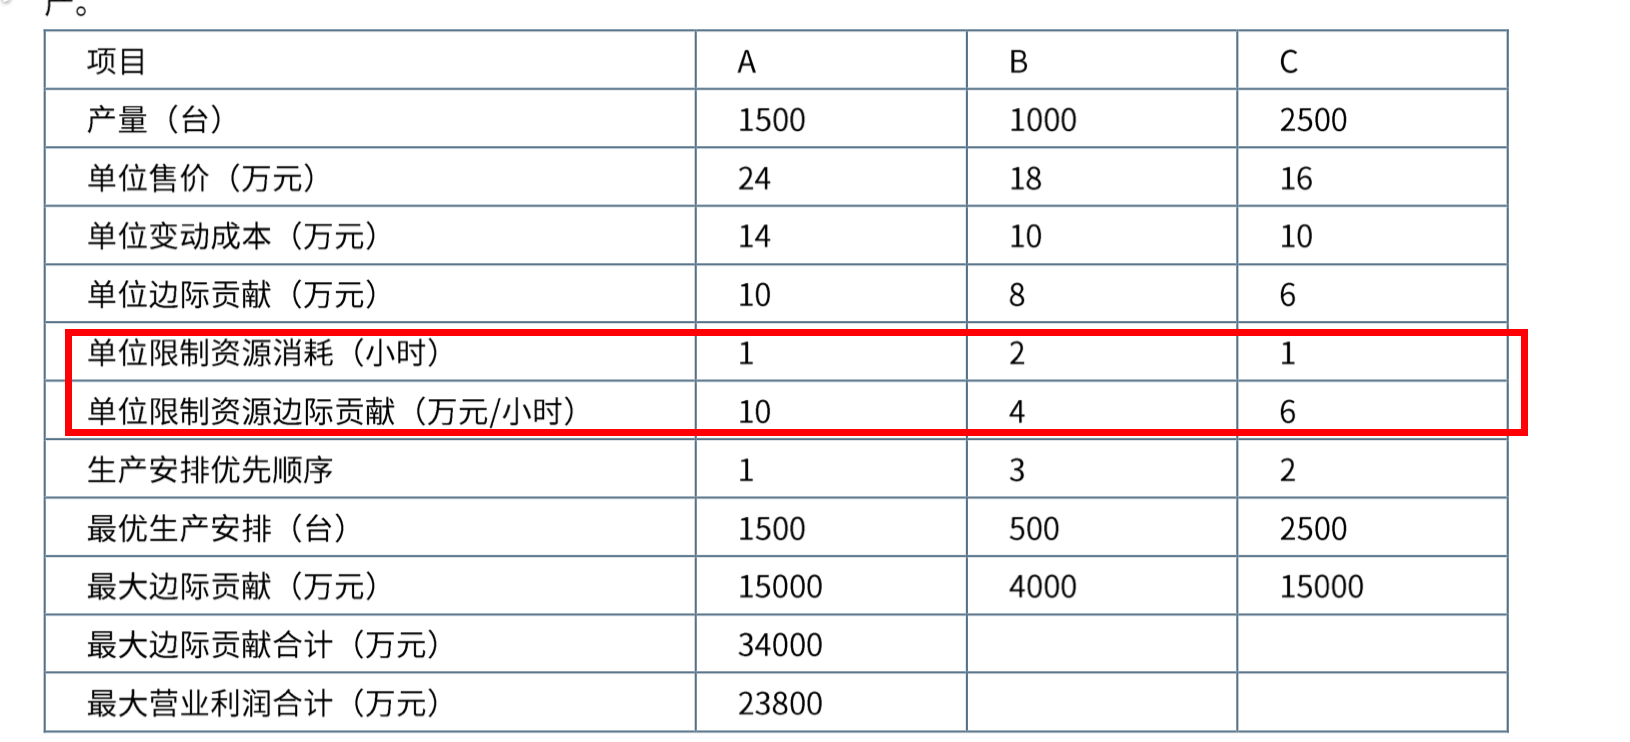 产。
项目 A B C
产量（台） 1500 1000 2500
单位售价（万元） 24 18 16
单位变动成本（万元） 14 10 10
单位边际贡献（万元） 10 8 6
单位限制资源消耗（小时） 1 2 1
单位限制资源边际贡献（万元/小时） 10 4 6
生产安排优先顺序 1 3 2
最优生产安排（台） 1500 500 2500
最大边际贡献（万元） 15000 4000 15000
最大边际贡献合计（万元） 34000
最大营业利润合计（万元） 23800